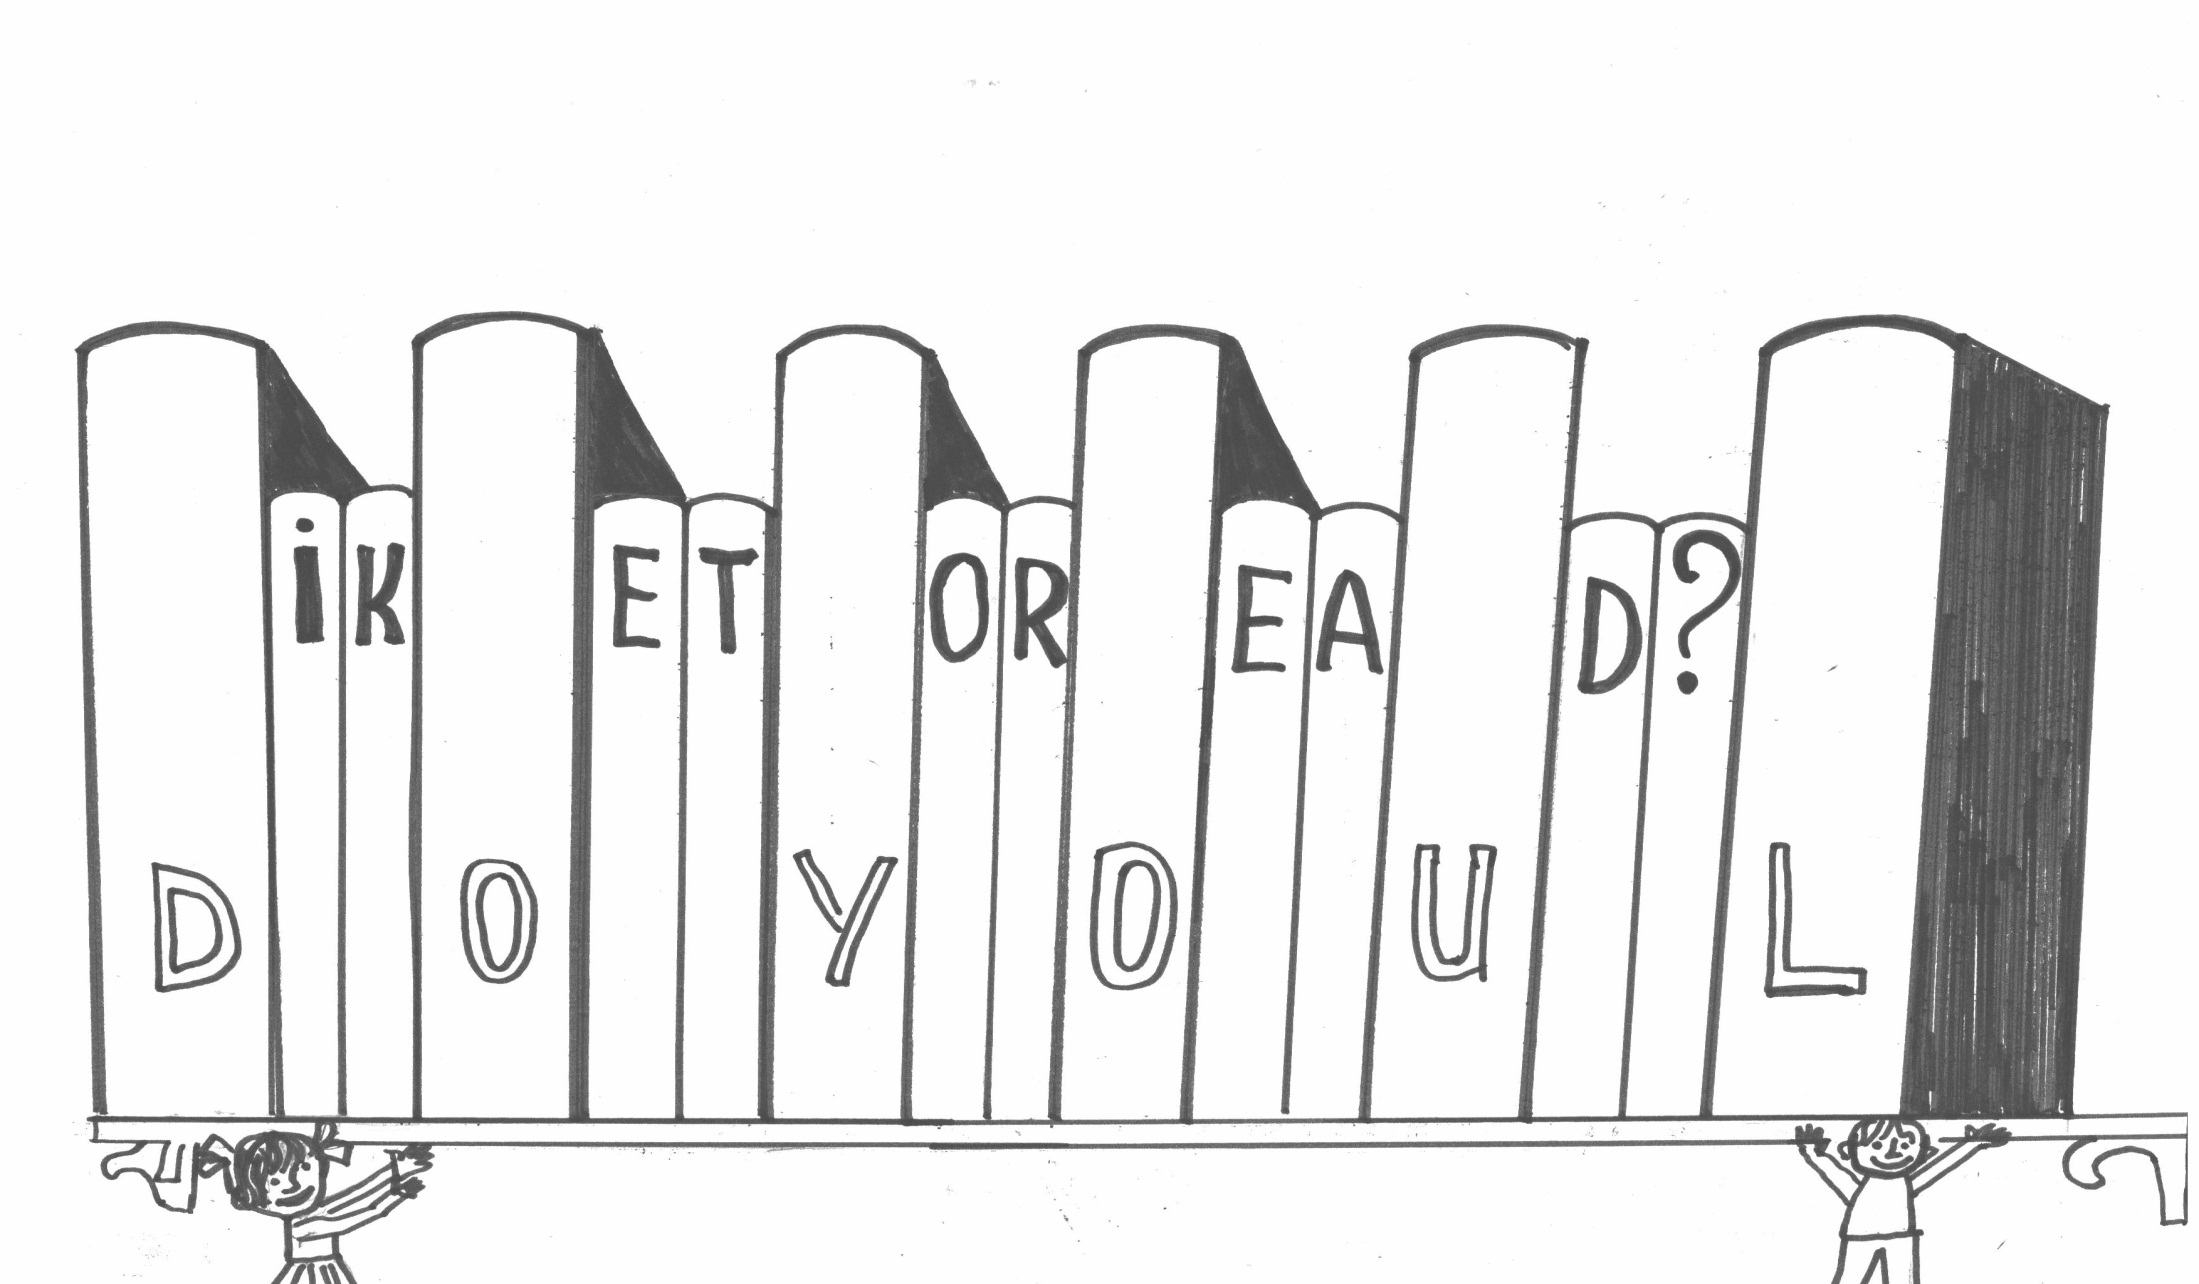 D O Y O U L
iK ET OR EA D?